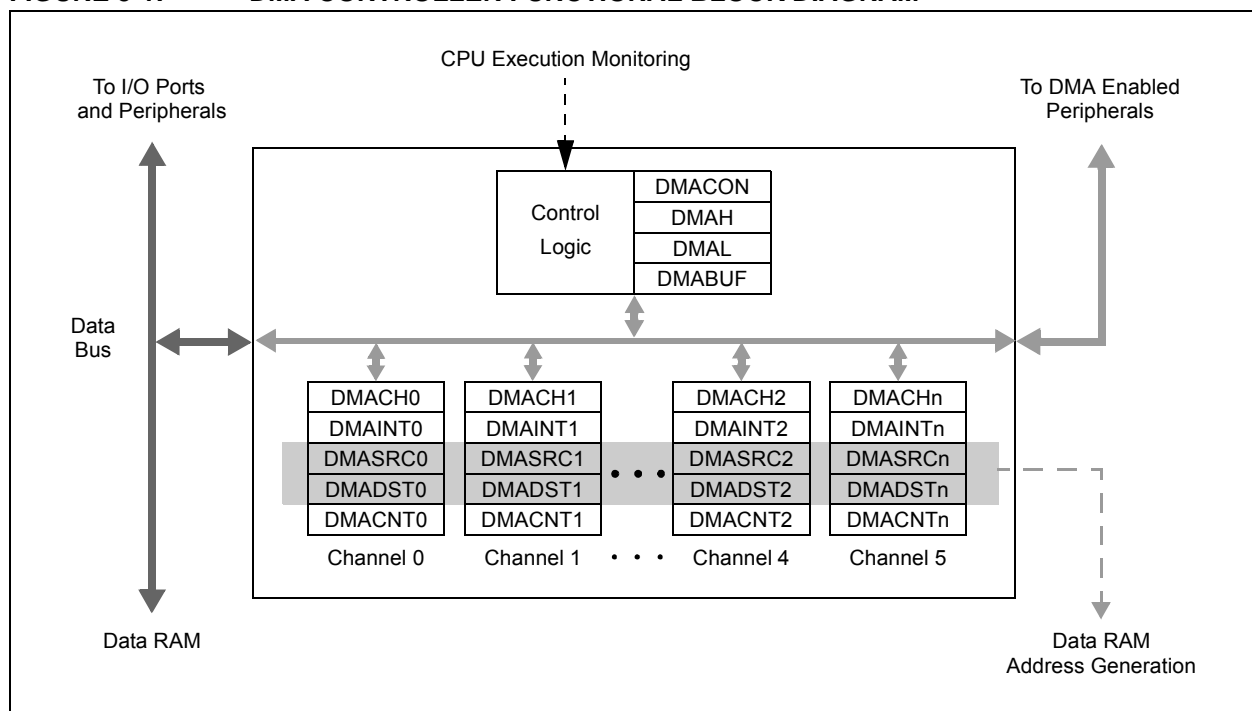 CPU Execution Monitoring
To I/O Ports
and Peripherals
To DMA Enabled
Peripherals
Control
Logic
DMACON
DMAH
DMAL
DMABUF
Data
Bus
DMACH0
DMAINT0
DMASRC0
DMADST0
DMACNT0
Channel 0
DMACH1
DMAINT1
DMASRC1
DMADST1
DMACNT1
Channel 1
• • •
• • •
DMACH2
DMAINT2
DMASRC2
DMADST2
DMACNT2
Channel 4
DMACHn
DMAINTn
DMASRCn
DMADSTn
DMACNTn
Channel 5
Data RAM
Data RAM
Address Generation